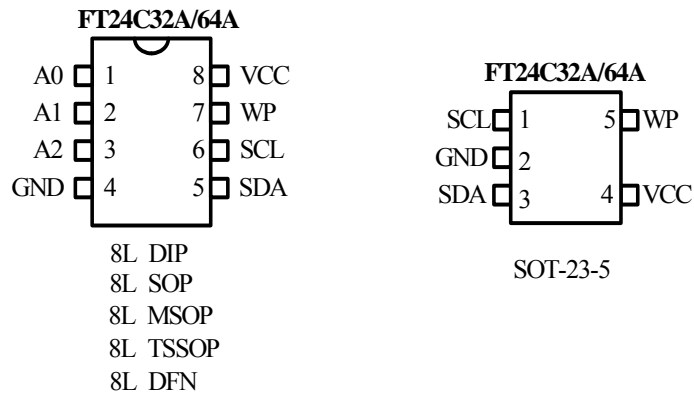 FT24C32A/64A
A0 1 8 VCC
A1 2 7 WP
A2 3 6 SCL
GND 4 5 SDA
8L DIP
8L SOP
8L MSOP
8L TSSOP
8L DFN
FT24C32A/64A
SCL 1 5 WP
GND 2
SDA 3 4 VCC
SOT-23-5